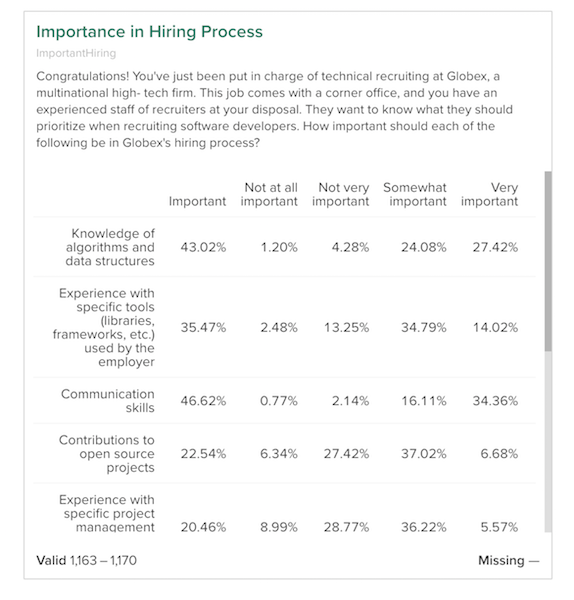 Importance in Hiring Process
ImportantHiring
Congratulations! You've just been put in charge of technical recruiting at Globex, a
multinational high- tech firm. This job comes with a corner office, and you have an
experienced staff of recruiters at your disposal. They want to know what they should
prioritize when recruiting software developers. How important should each of the
following be in Globex's hiring process?
Not at all Not very Somewhat Very
Important important important important important
Knowledge of
algorithms and 43.02% 1.20% 4.28% 24.08% 27.42%
data structures
Experience with
specific tools
(libraries,
frameworks, etc.) 35.47% 2.48% 13.25% 34.79% 14.02%
used by the
employer
Communication
skills 46.62% 0.77% 2.14% 16.11% 34.36%
Contributions to
open source 22.54% 6.34% 27.42% 37.02% 6.68%
projects
Experience with
specific project
management 20.46% 8.99% 28.77% 36.22% 5.57%
Valid 1,163 – 1,170 Missing —